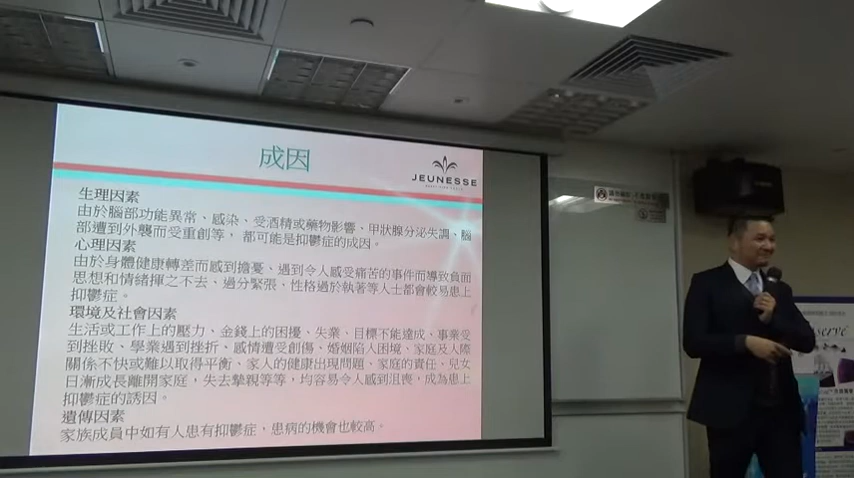 成因
JEUNESSE
生理因素
由於腦部功能異常、感染、受酒精或藥物影響、甲狀腺分泌失調、腦
部遭到外襲而受重創等，都可能是抑鬱症的成因。
心理因素
由於身體健康轉差而感到擔憂、遇到令人感受痛苦的事件而導致負面
思想和情緒揮之不去、過分緊張、性格過於執著等人士都會較易患上
抑鬱症。
環境及社會因素
生活或工作上的壓力、金錢上的困擾、失業、目標不能達成、事業受
到挫敗、學業遇到挫折、感情遭受創傷、婚姻陷入困境、家庭及人際
關係不快或難以取得平衡、家人的健康出現問題、家庭的責任，兒女
日漸成長離開家庭，失去摯親等等，均容易令人感到沮喪，成為患上
抑鬱症的誘因。
遺傳因素
家族成員中如有人患有抑鬱症，患病的機會也較高。